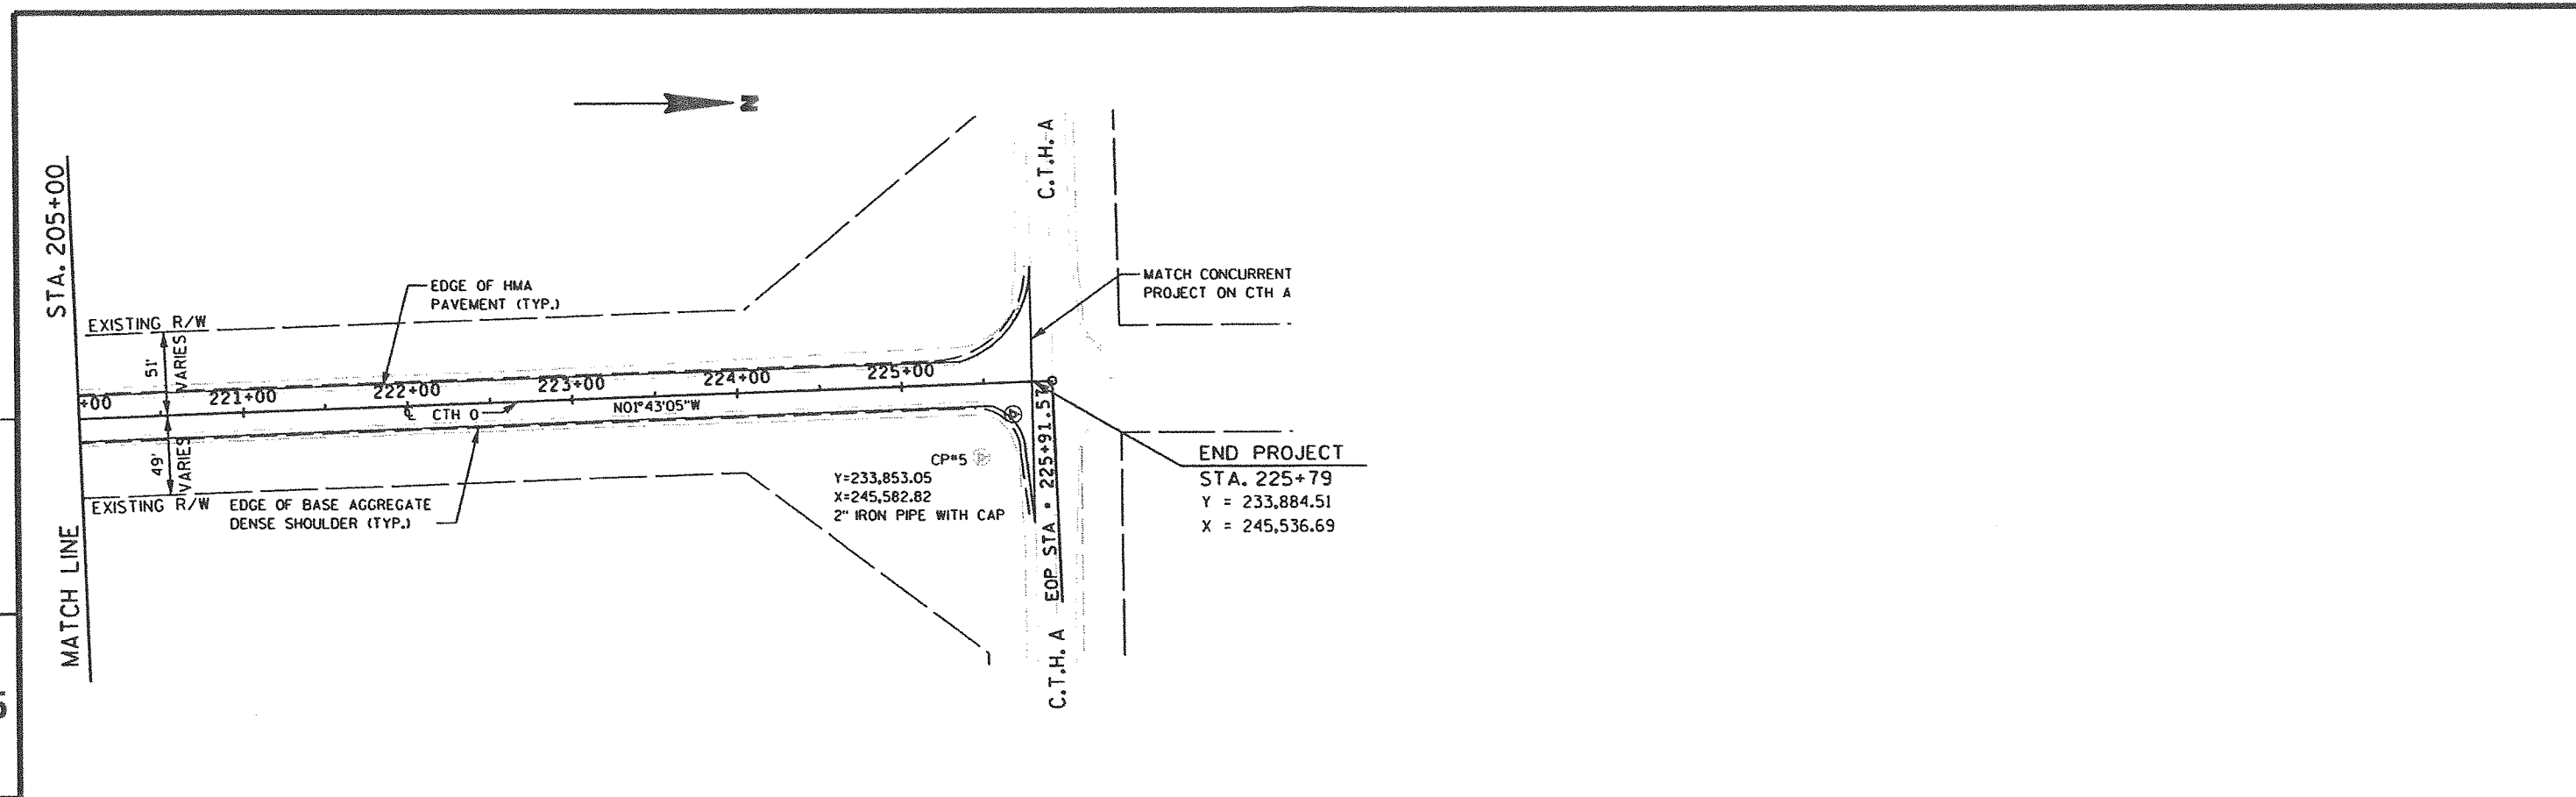 N
STA. 205+00
MATCH LINE
C.T.H. A
EDGE OF HMA
PAVEMENT (TYP.)
MATCH CONCURRENT
PROJECT ON CTH A
EXISTING R/W
51'
VARIES
+00
221+00
222+00
223+00
224+00
225+00
℄ CTH O
N01°43'05"W
49'
VARIES
EXISTING R/W
EDGE OF BASE AGGREGATE
DENSE SHOULDER (TYP.)
CP#5
Y=233,853.05
X=245,582.82
2" IRON PIPE WITH CAP
EOP STA = 225+91.57
C.T.H. A
END PROJECT
STA. 225+79
Y = 233,884.51
X = 245,536.69